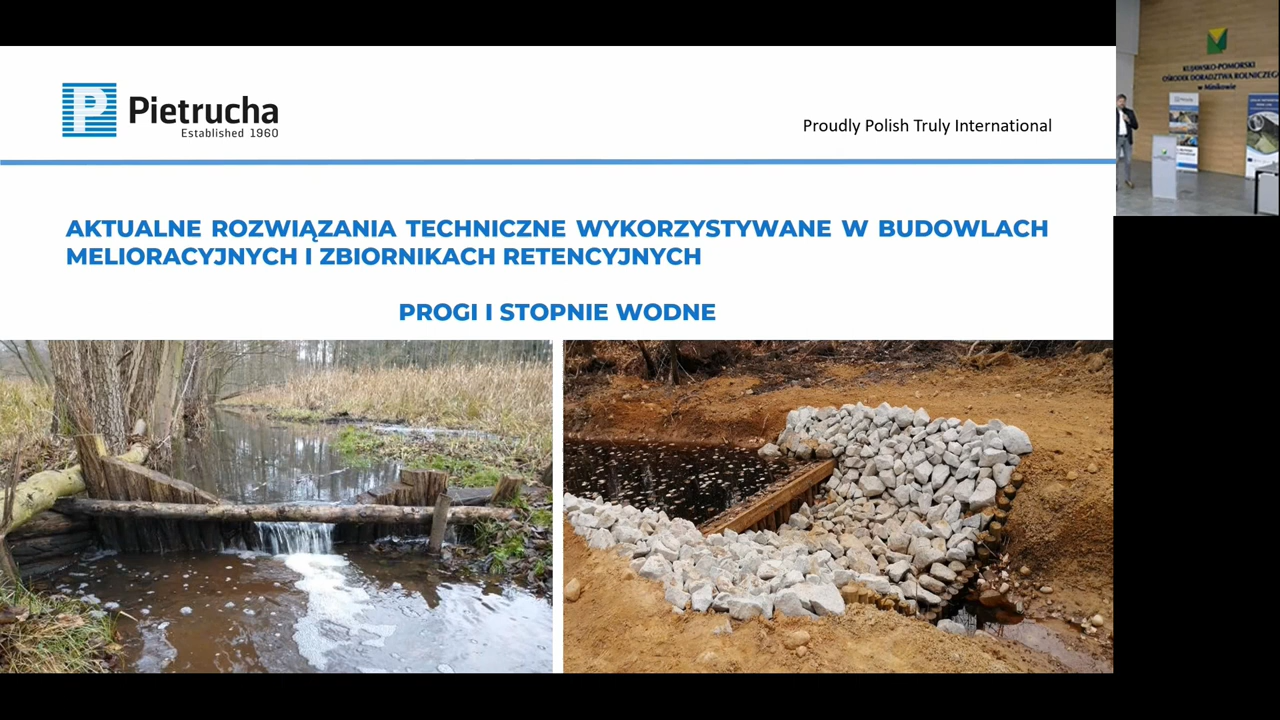 Pietrucha
Established 1960
Proudly Polish Truly International
AKTUALNE ROZWIĄZANIA TECHNICZNE WYKORZYSTYWANE W BUDOWLACH
MELIORACYJNYCH I ZBIORNIKACH RETENCYJNYCH
PROGI I STOPNIE WODNE
KUJAWSKO-POMORSKI
OŚRODEK DORADZTWA ROLNICZEG
w Minikowie